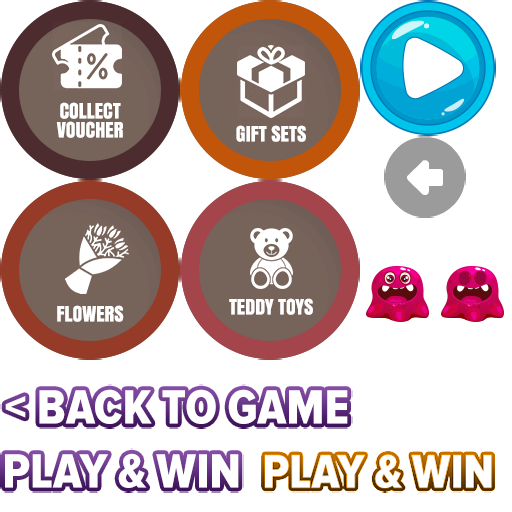 %
COLLECT
VOUCHER
GIFT SETS
FLOWERS
TEDDY TOYS
< BACK TO GAME
PLAY & WIN
PLAY & WIN